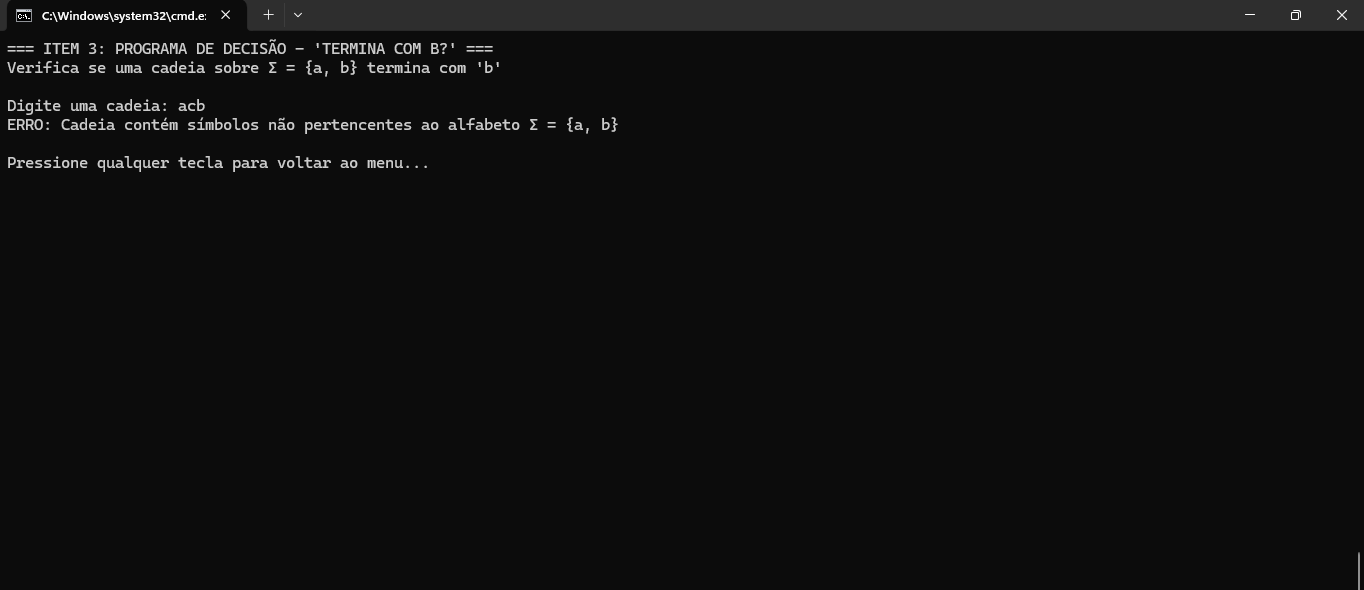 C:\Windows\system32\cmd.e:
=== ITEM 3: PROGRAMA DE DECISÃO - 'TERMINA COM B?' ===
Verifica se uma cadeia sobre Σ = {a, b} termina com 'b'
Digite uma cadeia: acb
ERRO: Cadeia contém símbolos não pertencentes ao alfabeto Σ = {a, b}
Pressione qualquer tecla para voltar ao menu...